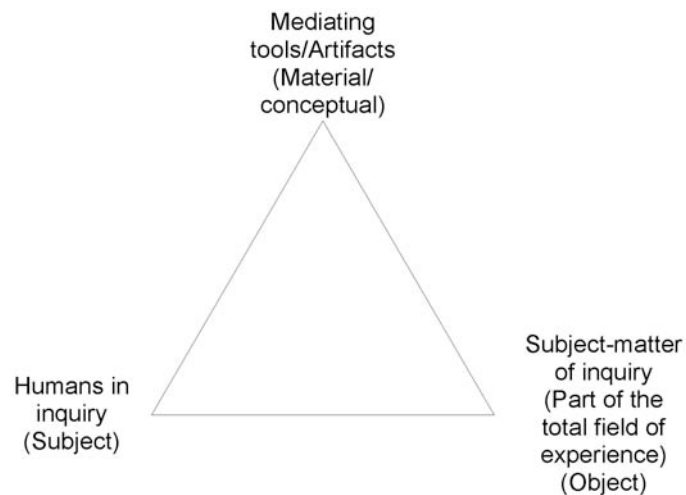 Mediating
tools/Artifacts
(Material/
conceptual)
Humans in
inquiry
(Subject)
Subject-matter
of inquiry
(Part of the
total field of
experience)
(Object)